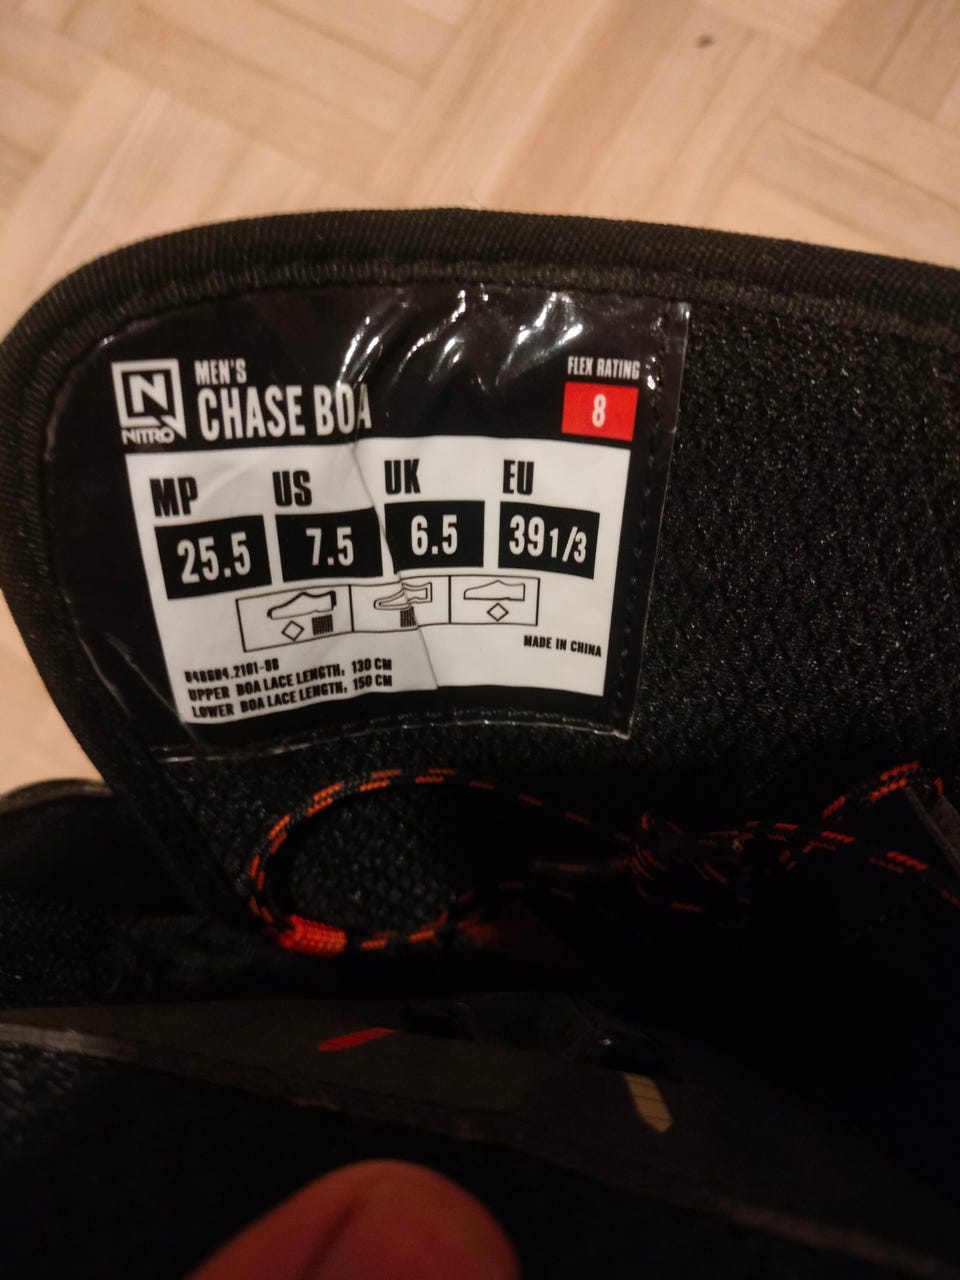 N
NITRO
MEN'S
CHASE BOA
FLEX RATING
8
MP US UK EU
25.5 7.5 6.5 39 1/3
MADE IN CHINA
UPPER BOA LACE LENGTH, 130 CM
LOWER BOA LACE LENGTH, 150 CM